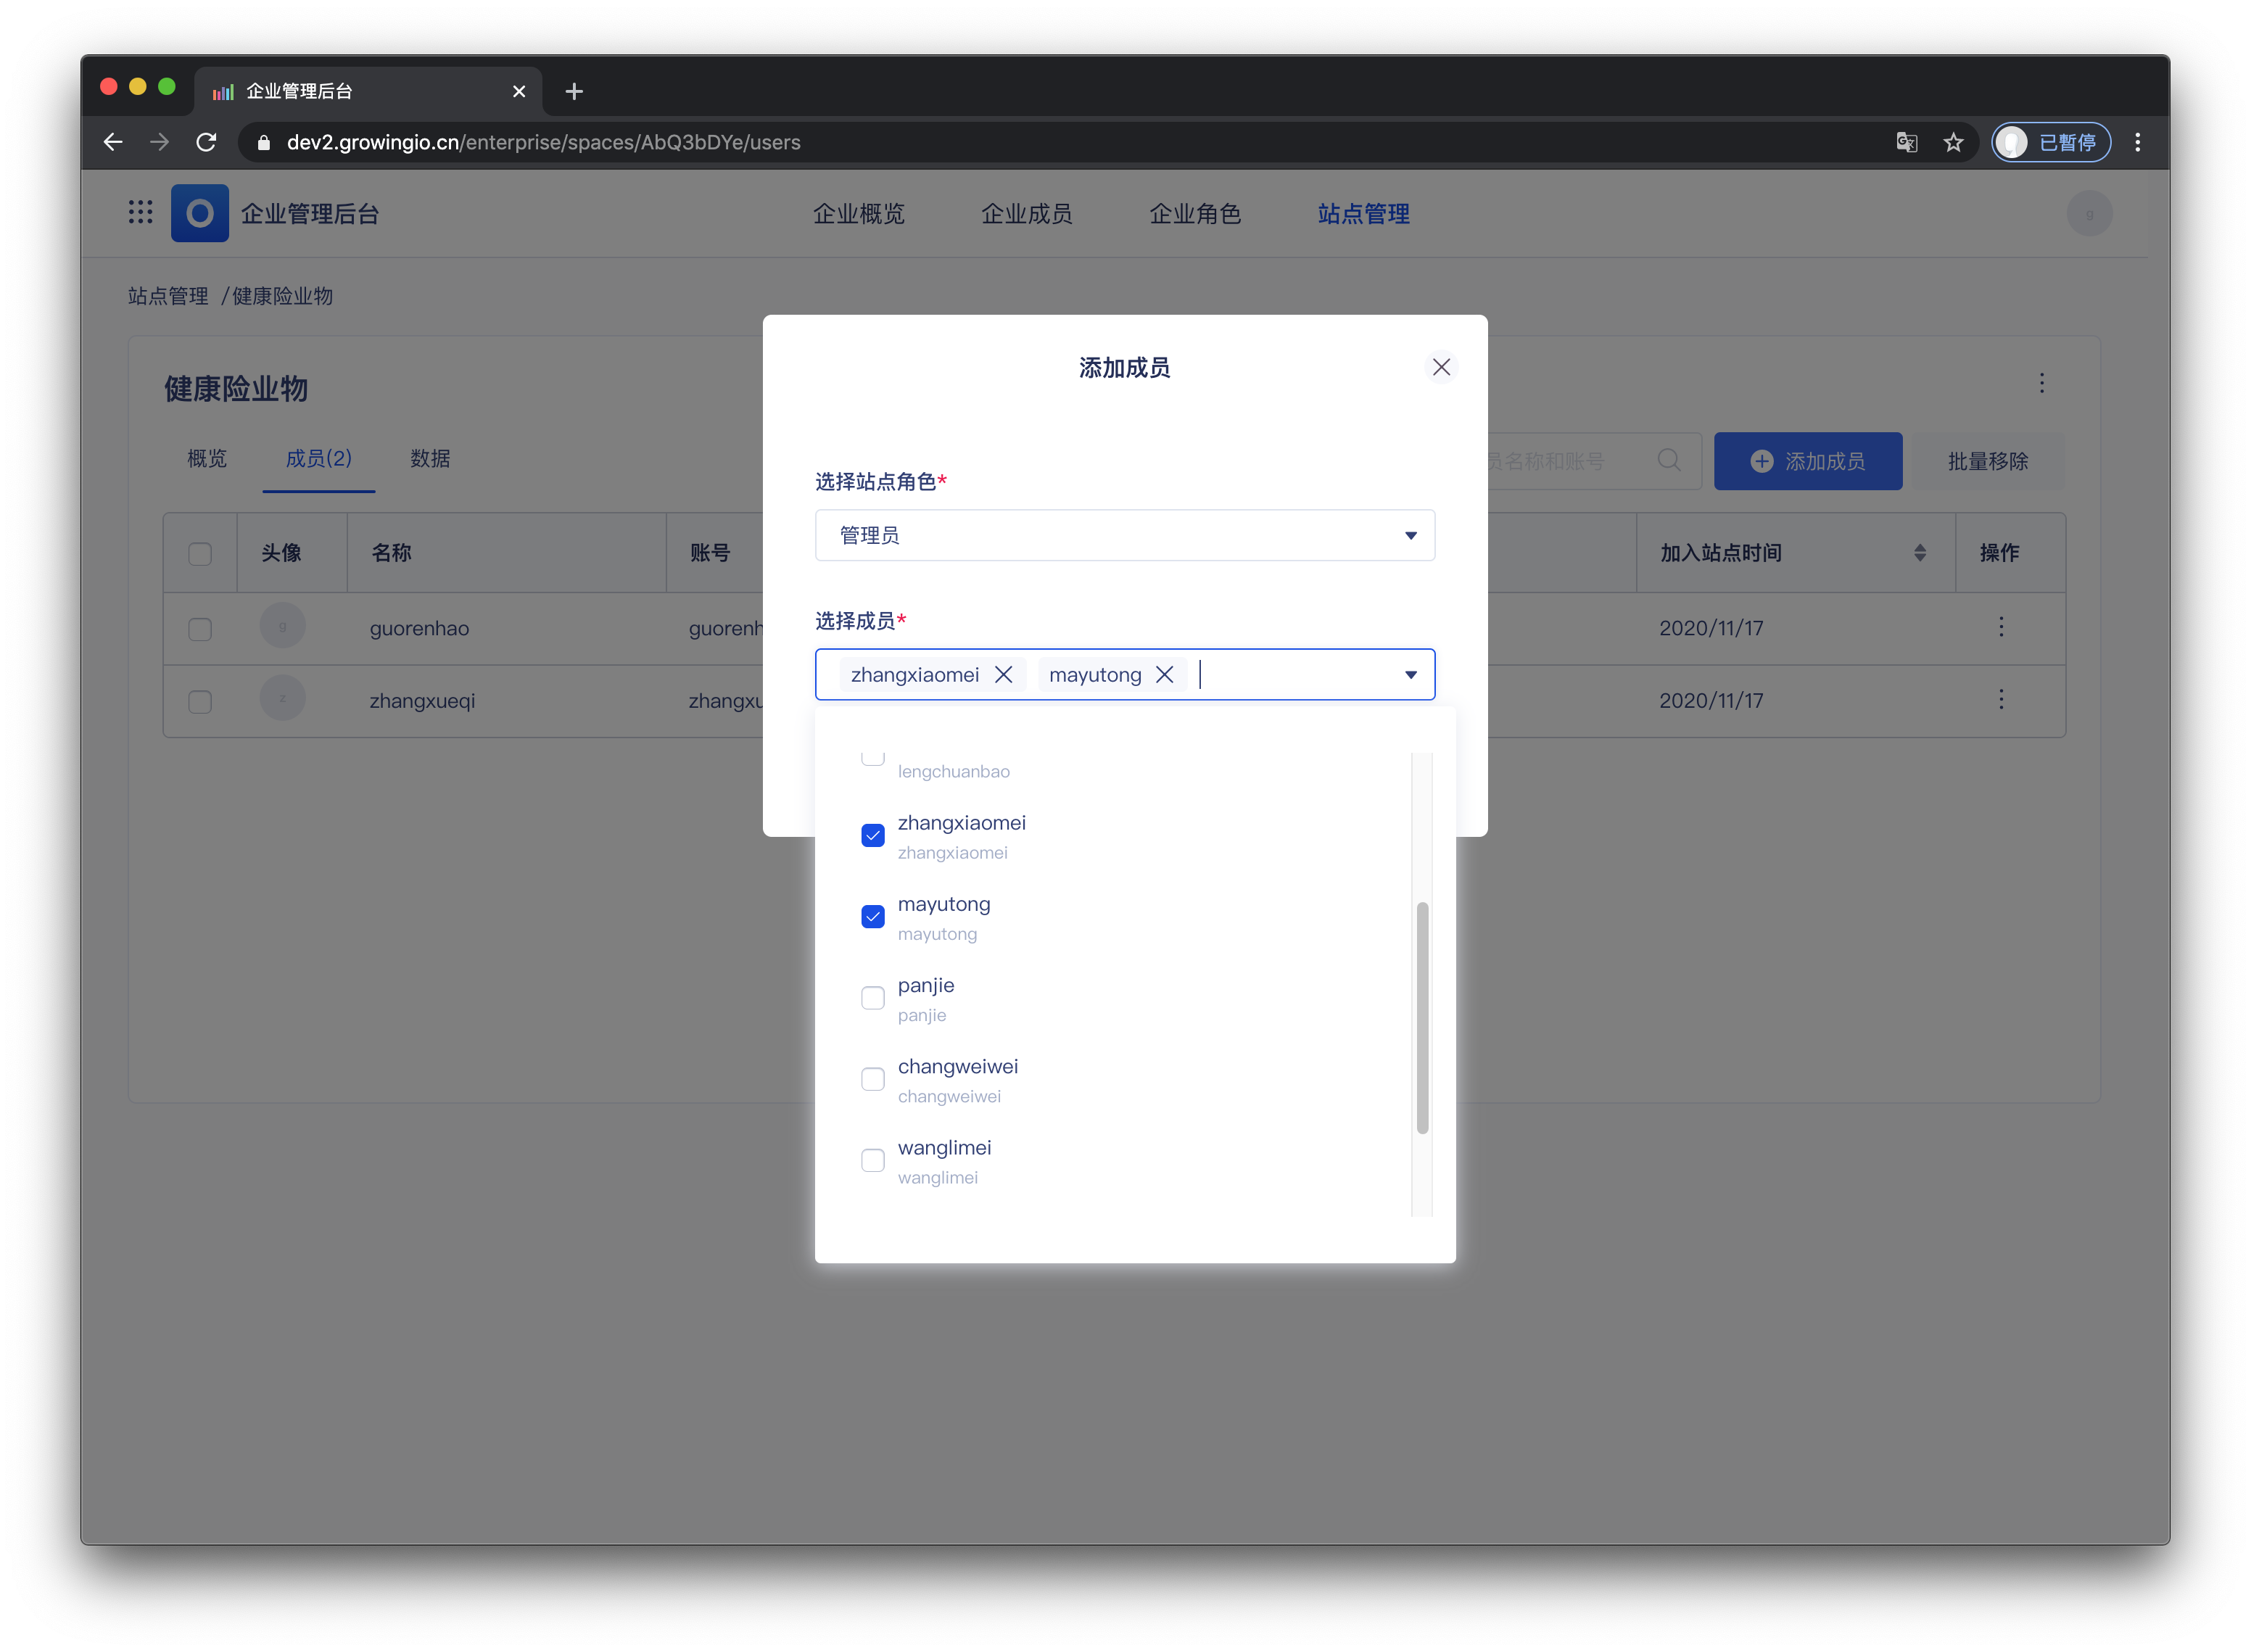 企业管理后台
dev2.growingio.cn/enterprise/spaces/AbQ3bDYe/users
已暂停
企业管理后台
企业概览
企业成员
企业角色
站点管理
g
站点管理 /健康险业物
健康险业物
概览
成员(2)
数据
员名称和账号
添加成员
批量移除
头像
名称
账号
加入站点时间
操作
g
guorenhao
guorenh
2020/11/17
z
zhangxueqi
zhangxu
2020/11/17
添加成员
选择站点角色*
管理员
选择成员*
zhangxiaomei
mayutong
lengchuanbao
zhangxiaomei
zhangxiaomei
mayutong
mayutong
panjie
panjie
changweiwei
changweiwei
wanglimei
wanglimei